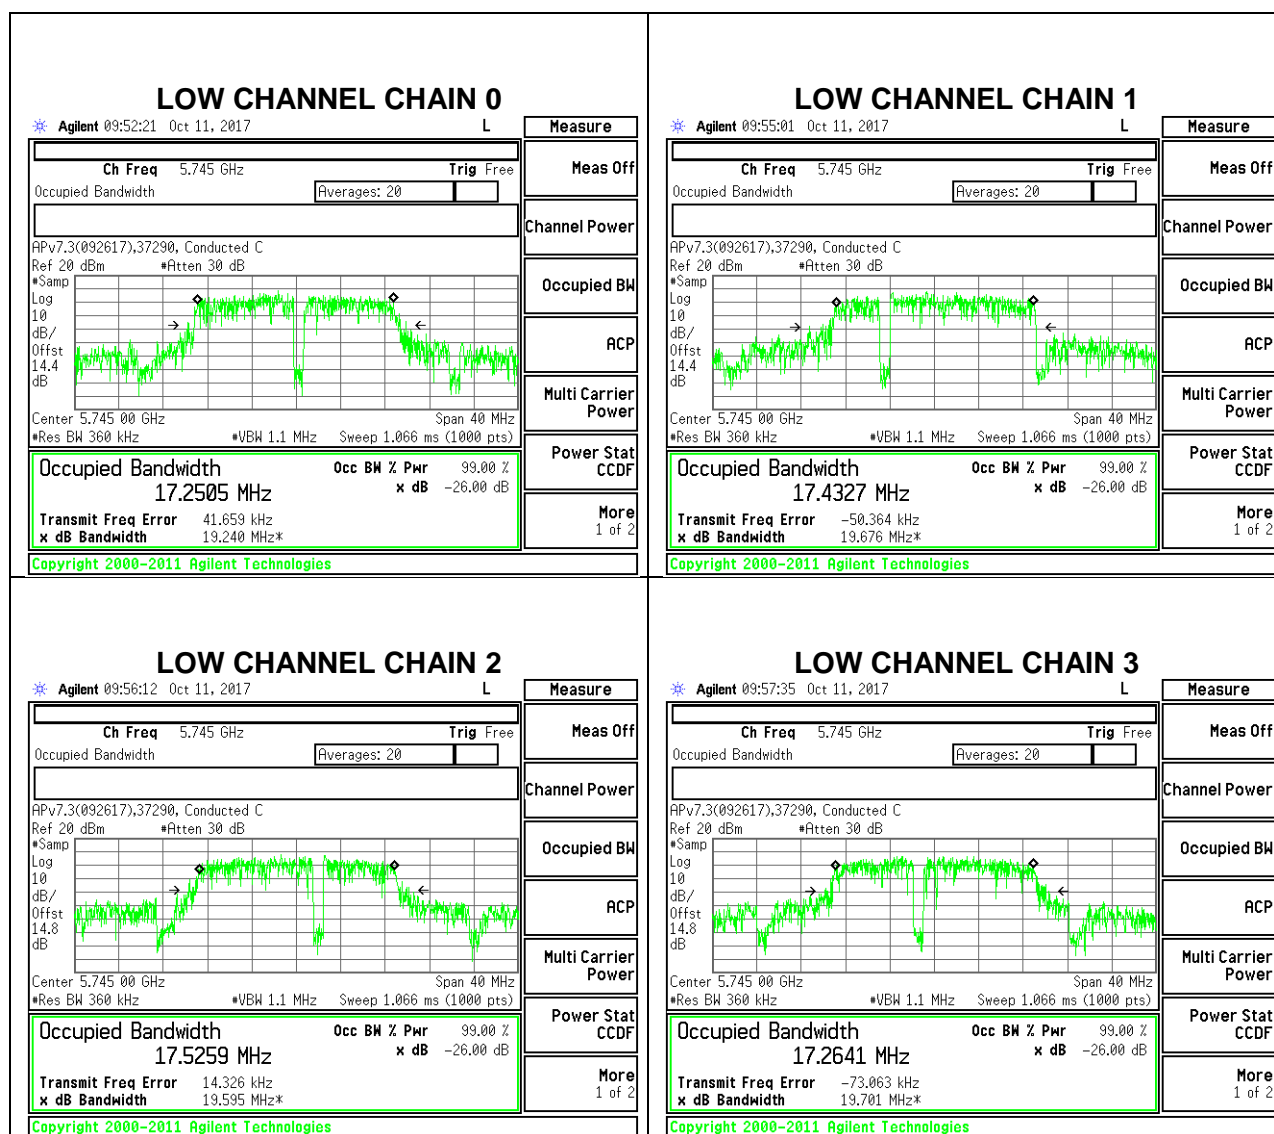 LOW CHANNEL CHAIN 0
Agilent 09:52:21 Oct 11, 2017 L
Measure
Ch Freq 5.745 GHz Trig Free
Meas Off
Occupied Bandwidth Averages: 20
Channel Power
APv7.3(092617),37290, Conducted C
Ref 20 dBm #Atten 30 dB
#Samp
Log
10
dB/
Offst
14.4
dB
Occupied BW
ACP
Multi Carrier
Power
Center 5.745 00 GHz Span 40 MHz
#Res BW 360 kHz #VBW 1.1 MHz Sweep 1.066 ms (1000 pts)
Power Stat
CCDF
Occupied Bandwidth Occ BW % Pwr 99.00 %
17.2505 MHz x dB -26.00 dB
Transmit Freq Error 41.659 kHz
x dB Bandwidth 19.240 MHz*
More
1 of 2
Copyright 2000-2011 Agilent Technologies
LOW CHANNEL CHAIN 1
Agilent 09:55:01 Oct 11, 2017 L
Measure
Ch Freq 5.745 GHz Trig Free
Meas Off
Occupied Bandwidth Averages: 20
Channel Power
APv7.3(092617),37290, Conducted C
Ref 20 dBm #Atten 30 dB
#Samp
Log
10
dB/
Offst
14.4
dB
Occupied BW
ACP
Multi Carrier
Power
Center 5.745 00 GHz Span 40 MHz
#Res BW 360 kHz #VBW 1.1 MHz Sweep 1.066 ms (1000 pts)
Power Stat
CCDF
Occupied Bandwidth Occ BW % Pwr 99.00 %
17.4327 MHz x dB -26.00 dB
Transmit Freq Error -50.364 kHz
x dB Bandwidth 19.676 MHz*
More
1 of 2
Copyright 2000-2011 Agilent Technologies
LOW CHANNEL CHAIN 2
Agilent 09:56:12 Oct 11, 2017 L
Measure
Ch Freq 5.745 GHz Trig Free
Meas Off
Occupied Bandwidth Averages: 20
Channel Power
APv7.3(092617),37290, Conducted C
Ref 20 dBm #Atten 30 dB
#Samp
Log
10
dB/
Offst
14.8
dB
Occupied BW
ACP
Multi Carrier
Power
Center 5.745 00 GHz Span 40 MHz
#Res BW 360 kHz #VBW 1.1 MHz Sweep 1.066 ms (1000 pts)
Power Stat
CCDF
Occupied Bandwidth Occ BW % Pwr 99.00 %
17.5259 MHz x dB -26.00 dB
Transmit Freq Error 14.326 kHz
x dB Bandwidth 19.595 MHz*
More
1 of 2
Copyright 2000-2011 Agilent Technologies
LOW CHANNEL CHAIN 3
Agilent 09:57:35 Oct 11, 2017 L
Measure
Ch Freq 5.745 GHz Trig Free
Meas Off
Occupied Bandwidth Averages: 20
Channel Power
APv7.3(092617),37290, Conducted C
Ref 20 dBm #Atten 30 dB
#Samp
Log
10
dB/
Offst
14.8
dB
Occupied BW
ACP
Multi Carrier
Power
Center 5.745 00 GHz Span 40 MHz
#Res BW 360 kHz #VBW 1.1 MHz Sweep 1.066 ms (1000 pts)
Power Stat
CCDF
Occupied Bandwidth Occ BW % Pwr 99.00 %
17.2641 MHz x dB -26.00 dB
Transmit Freq Error -73.063 kHz
x dB Bandwidth 19.701 MHz*
More
1 of 2
Copyright 2000-2011 Agilent Technologies